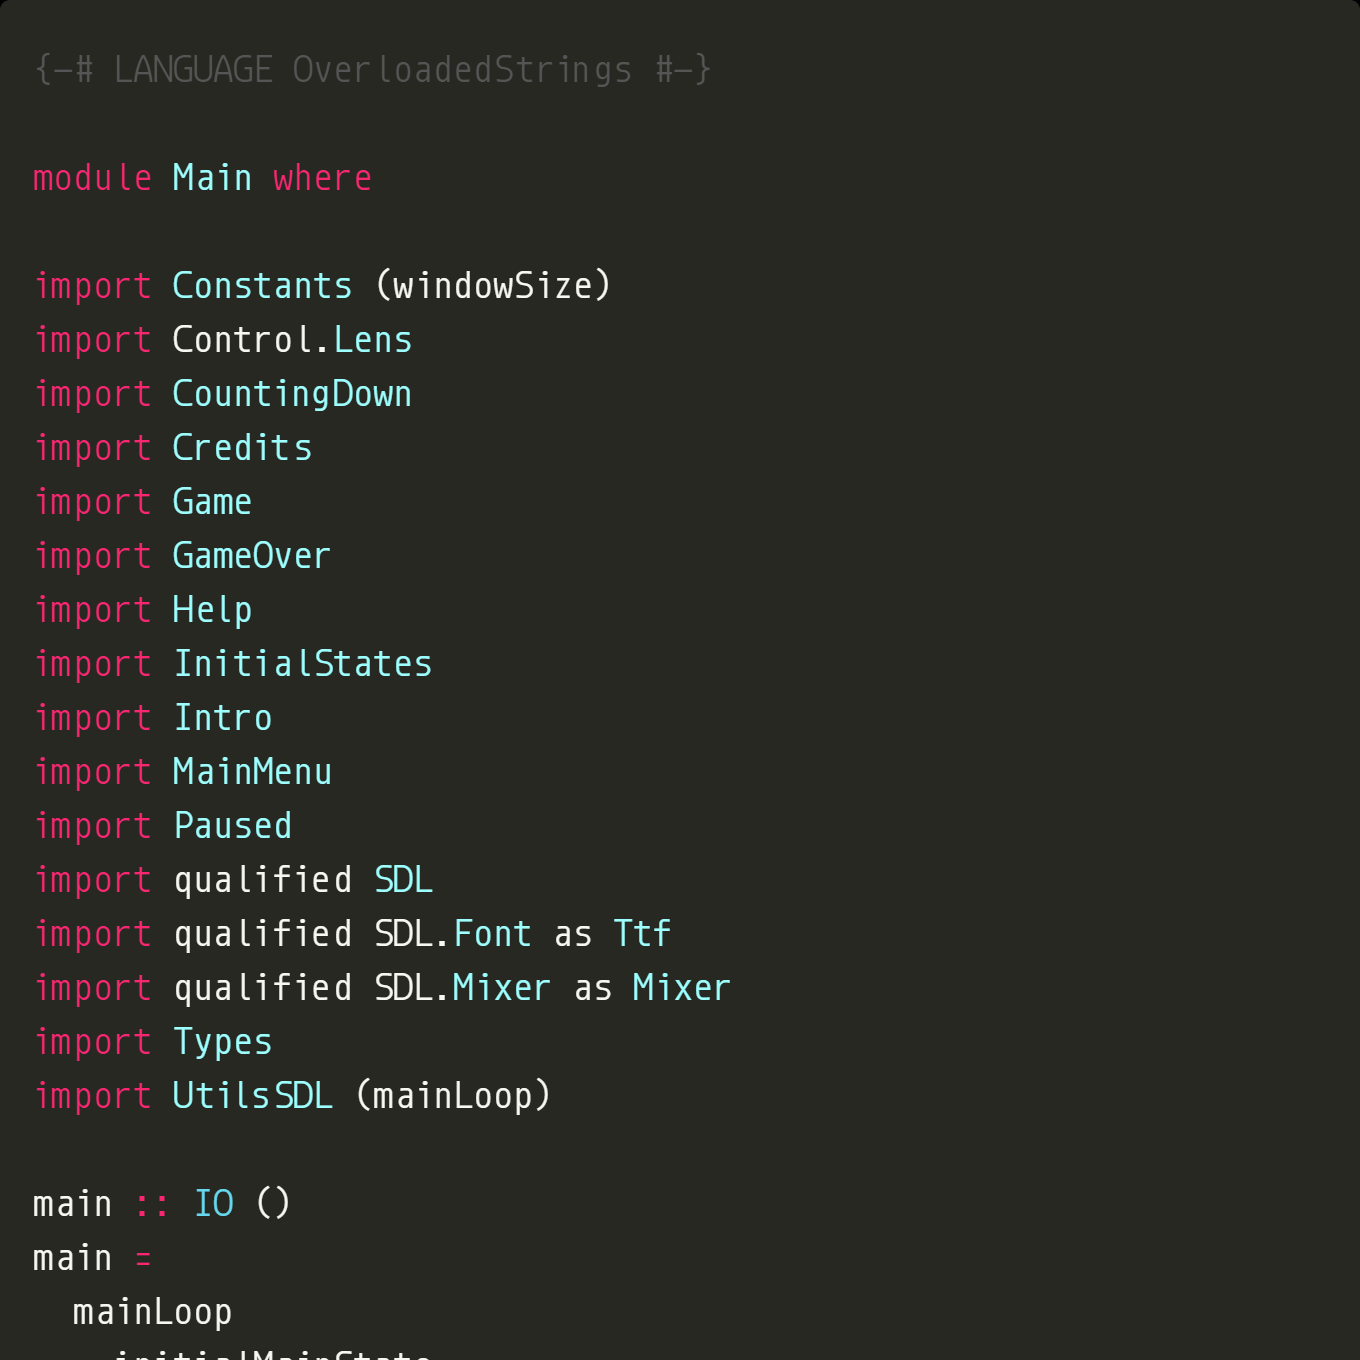 {-# LANGUAGE OverloadedStrings #-}
module Main where
import Constants (windowSize)
import Control.Lens
import CountingDown
import Credits
import Game
import GameOver
import Help
import InitialStates
import Intro
import MainMenu
import Paused
import qualified SDL
import qualified SDL.Font as Ttf
import qualified SDL.Mixer as Mixer
import Types
import UtilsSDL (mainLoop)
main :: IO ()
main =
  mainLoop
    initialMainState